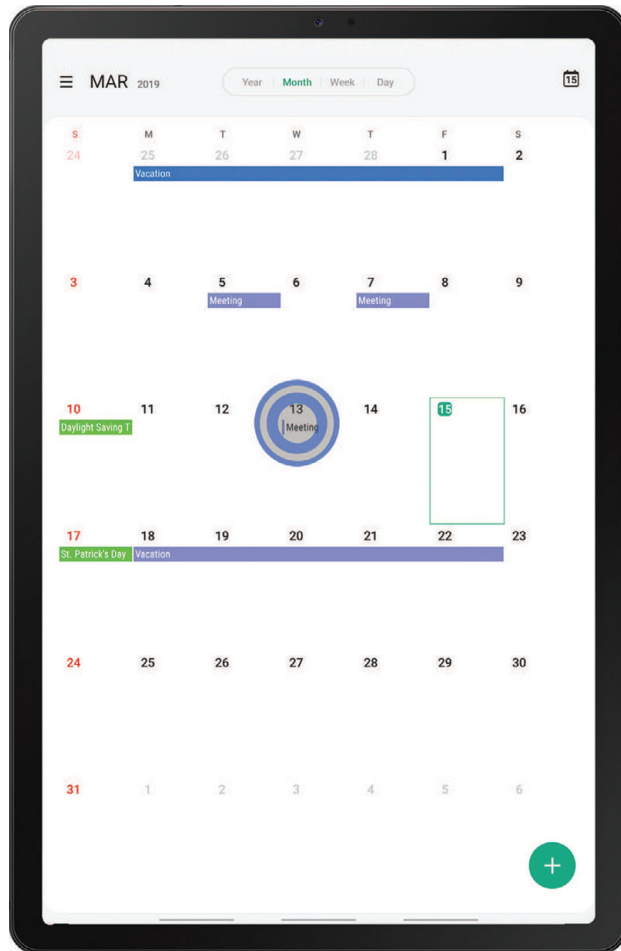 MAR 2019
Year Month Week Day
15
S M T W T F S
24 25 26 27 28 1 2
Vacation
3 4 5 6 7 8 9
Meeting Meeting
10 11 12 13 14 15 16
Daylight Saving T Meeting
17 18 19 20 21 22 23
St. Patrick's Day Vacation
24 25 26 27 28 29 30
31 1 2 3 4 5 6
+